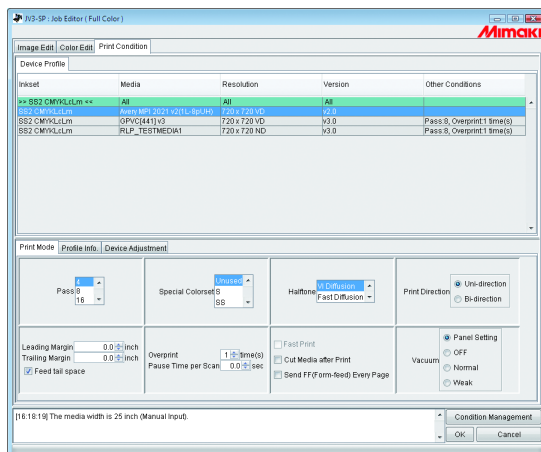 JV3-SP : Job Editor ( Full Color )
Mimaki
Image Edit Color Edit Print Condition
Device Profile
Inkset Media Resolution Version Other Conditions
>> SS2 CMYKLcLm << All All All
SS2 CMYKLcLm Avery MPI 2021 v2(1L-6pUH) 720 x 720 VD v2.0
SS2 CMYKLcLm GPVC[441] v3 720 x 720 VD v3.0 Pass:8, Overprint:1 time(s)
SS2 CMYKLcLm RLP_TESTMEDIA1 720 x 720 ND v3.0 Pass:8, Overprint:1 time(s)
Print Mode Profile Info. Device Adjustment
Pass 4 8 16
Special Colorset Unused S SS
Halftone VI Diffusion Fast Diffusion
Print Direction Uni-direction Bi-direction
Leading Margin 0.0 inch
Trailing Margin 0.0 inch
Feed tail space
Overprint 1 time(s)
Pause Time per Scan 0.0 sec
Fast Print
Cut Media after Print
Send FF(Form-feed) Every Page
Vacuum Panel Setting
OFF
Normal
Weak
[16:18:19] The media width is 25 inch (Manual Input).
Condition Management
OK Cancel